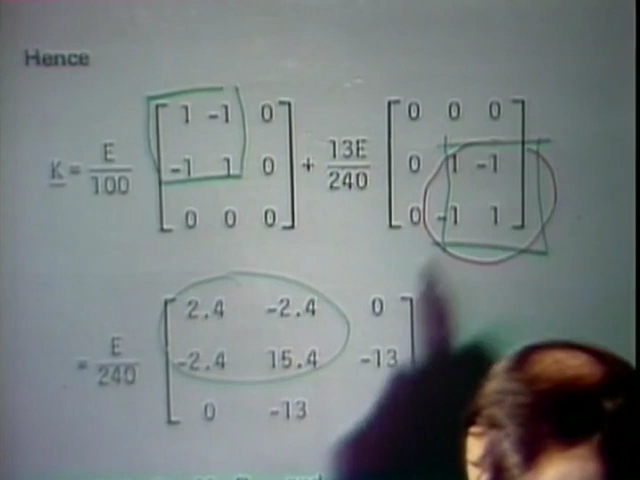 Hence
K = E/100 [ 1 -1 0 ; -1 1 0 ; 0 0 0 ] + 13E/240 [ 0 0 0 ; 0 1 -1 ; 0 -1 1 ]
= E/240 [ 2.4 -2.4 0 ; -2.4 15.4 -13 ; 0 -13